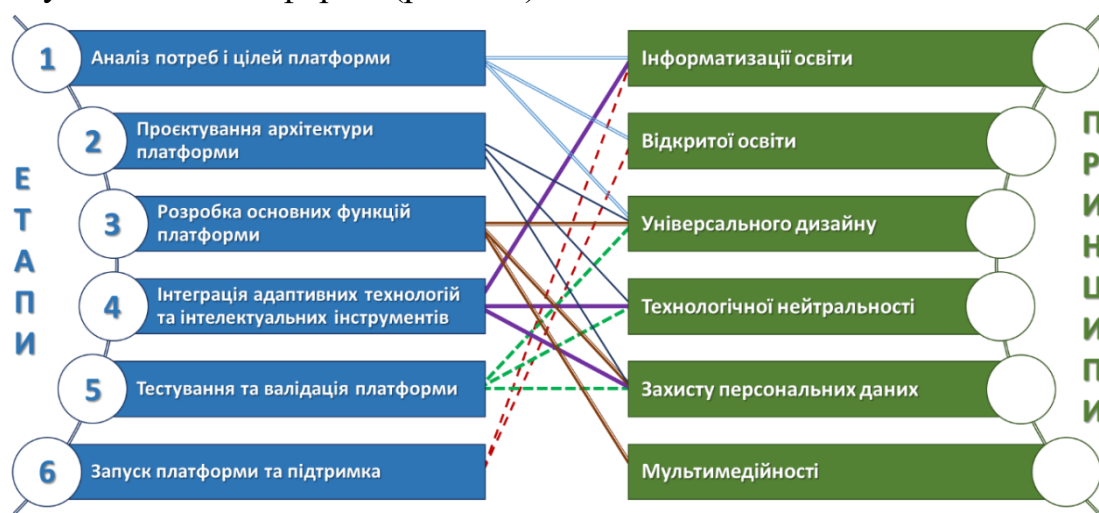 ЕТАПИ
1
Аналіз потреб і цілей платформи
2
Проєктування архітектури
платформи
3
Розробка основних функцій
платформи
4
Інтеграція адаптивних технологій
та інтелектуальних інструментів
5
Тестування та валідація платформи
6
Запуск платформи та підтримка
Інформатизації освіти
Відкритої освіти
Універсального дизайну
Технологічної нейтральності
Захисту персональних даних
Мультимедійності
ПРИНЦИПИ